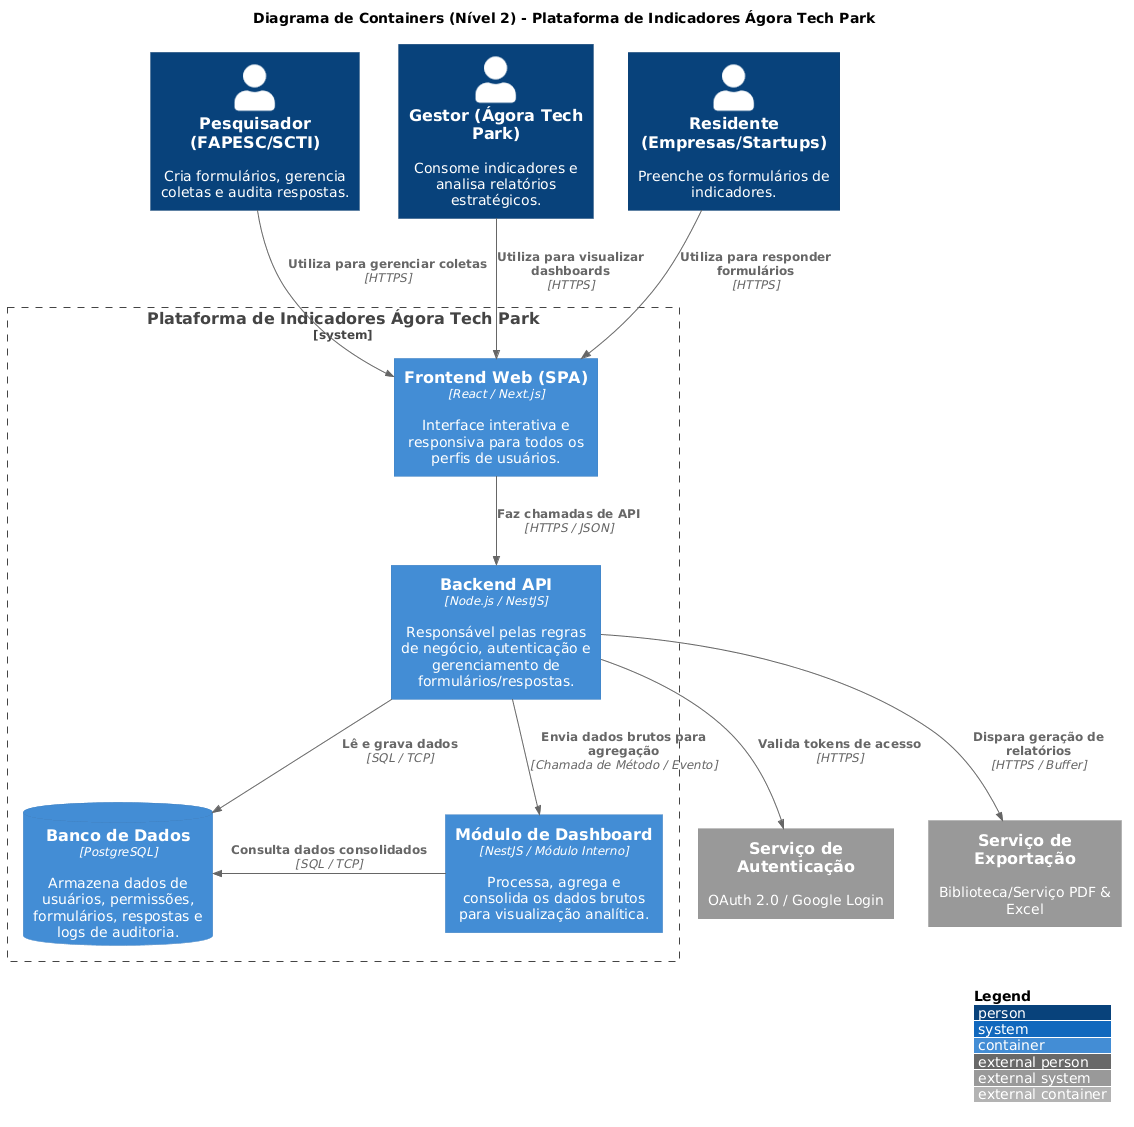 Diagrama de Containers (Nível 2) - Plataforma de Indicadores Ágora Tech Park
Pesquisador
(FAPESC/SCTI)
Cria formulários, gerencia
coletas e audita respostas.
Gestor (Ágora Tech
Park)
Consome indicadores e
analisa relatórios
estratégicos.
Residente
(Empresas/Startups)
Preenche os formulários de
indicadores.
Utiliza para gerenciar coletas
[HTTPS]
Utiliza para visualizar
dashboards
[HTTPS]
Utiliza para responder
formulários
[HTTPS]
Plataforma de Indicadores Ágora Tech Park
[system]
Frontend Web (SPA)
[React / Next.js]
Interface interativa e
responsiva para todos os
perfis de usuários.
Faz chamadas de API
[HTTPS / JSON]
Backend API
[Node.js / NestJS]
Responsável pelas regras
de negócio, autenticação e
gerenciamento de
formulários/respostas.
Lê e grava dados
[SQL / TCP]
Envia dados brutos para
agregação
[Chamada de Método / Evento]
Valida tokens de acesso
[HTTPS]
Dispara geração de
relatórios
[HTTPS / Buffer]
Banco de Dados
[PostgreSQL]
Armazena dados de
usuários, permissões,
formulários, respostas e
logs de auditoria.
Consulta dados consolidados
[SQL / TCP]
Módulo de Dashboard
[NestJS / Módulo Interno]
Processa, agrega e
consolida os dados brutos
para visualização analítica.
Serviço de
Autenticação
OAuth 2.0 / Google Login
Serviço de
Exportação
Biblioteca/Serviço PDF &
Excel
Legend
person
system
container
external person
external system
external container